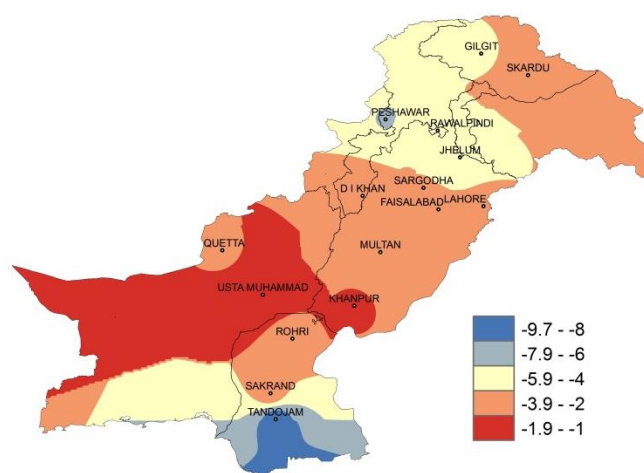 GILGIT
SKARDU
PESHAWAR
RAWALPINDI
JHELUM
SARGODHA
D I KHAN
FAISALABAD
LAHORE
QUETTA
MULTAN
USTA MUHAMMAD
KHANPUR
ROHRI
SAKRAND
TANDOJAM
-9.7 - -8
-7.9 - -6
-5.9 - -4
-3.9 - -2
-1.9 - -1